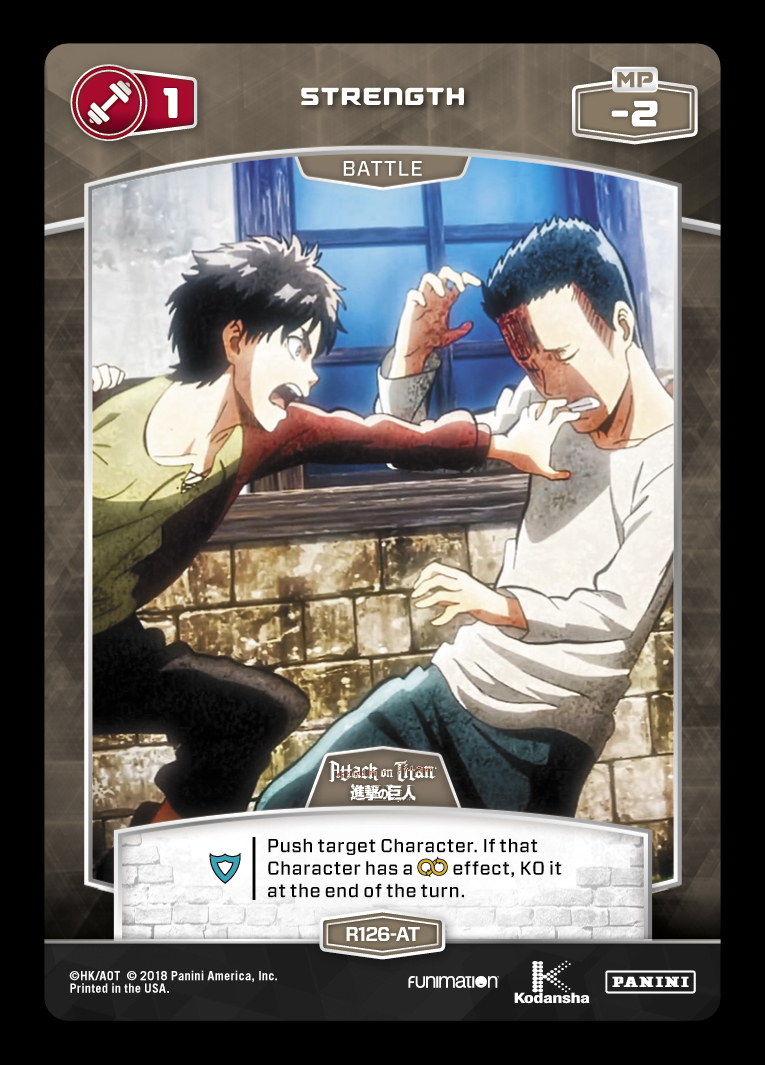 1
STRENGTH
MP
-2
BATTLE
Attack on Titan
進撃の巨人
Push target Character. If that
Character has a effect, KO it
at the end of the turn.
R126-AT
©HK/AOT © 2018 Panini America, Inc.
Printed in the USA.
FUNIMATION
Kodansha
PANINI